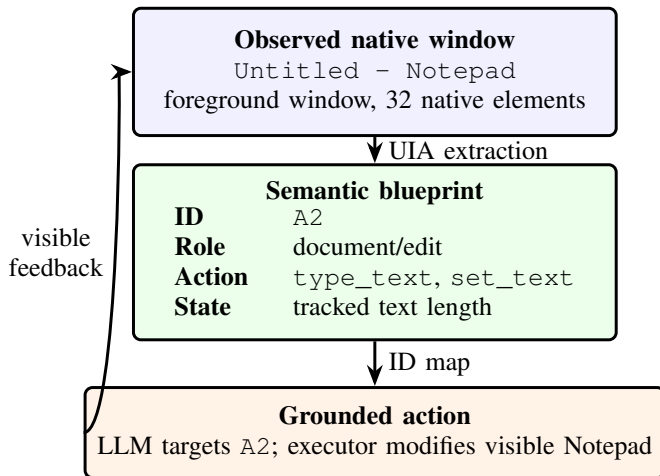 Observed native window
Untitled – Notepad
foreground window, 32 native elements
UIA extraction
Semantic blueprint
ID A2
Role document/edit
Action type_text, set_text
State tracked text length
visible
feedback
ID map
Grounded action
LLM targets A2; executor modifies visible Notepad